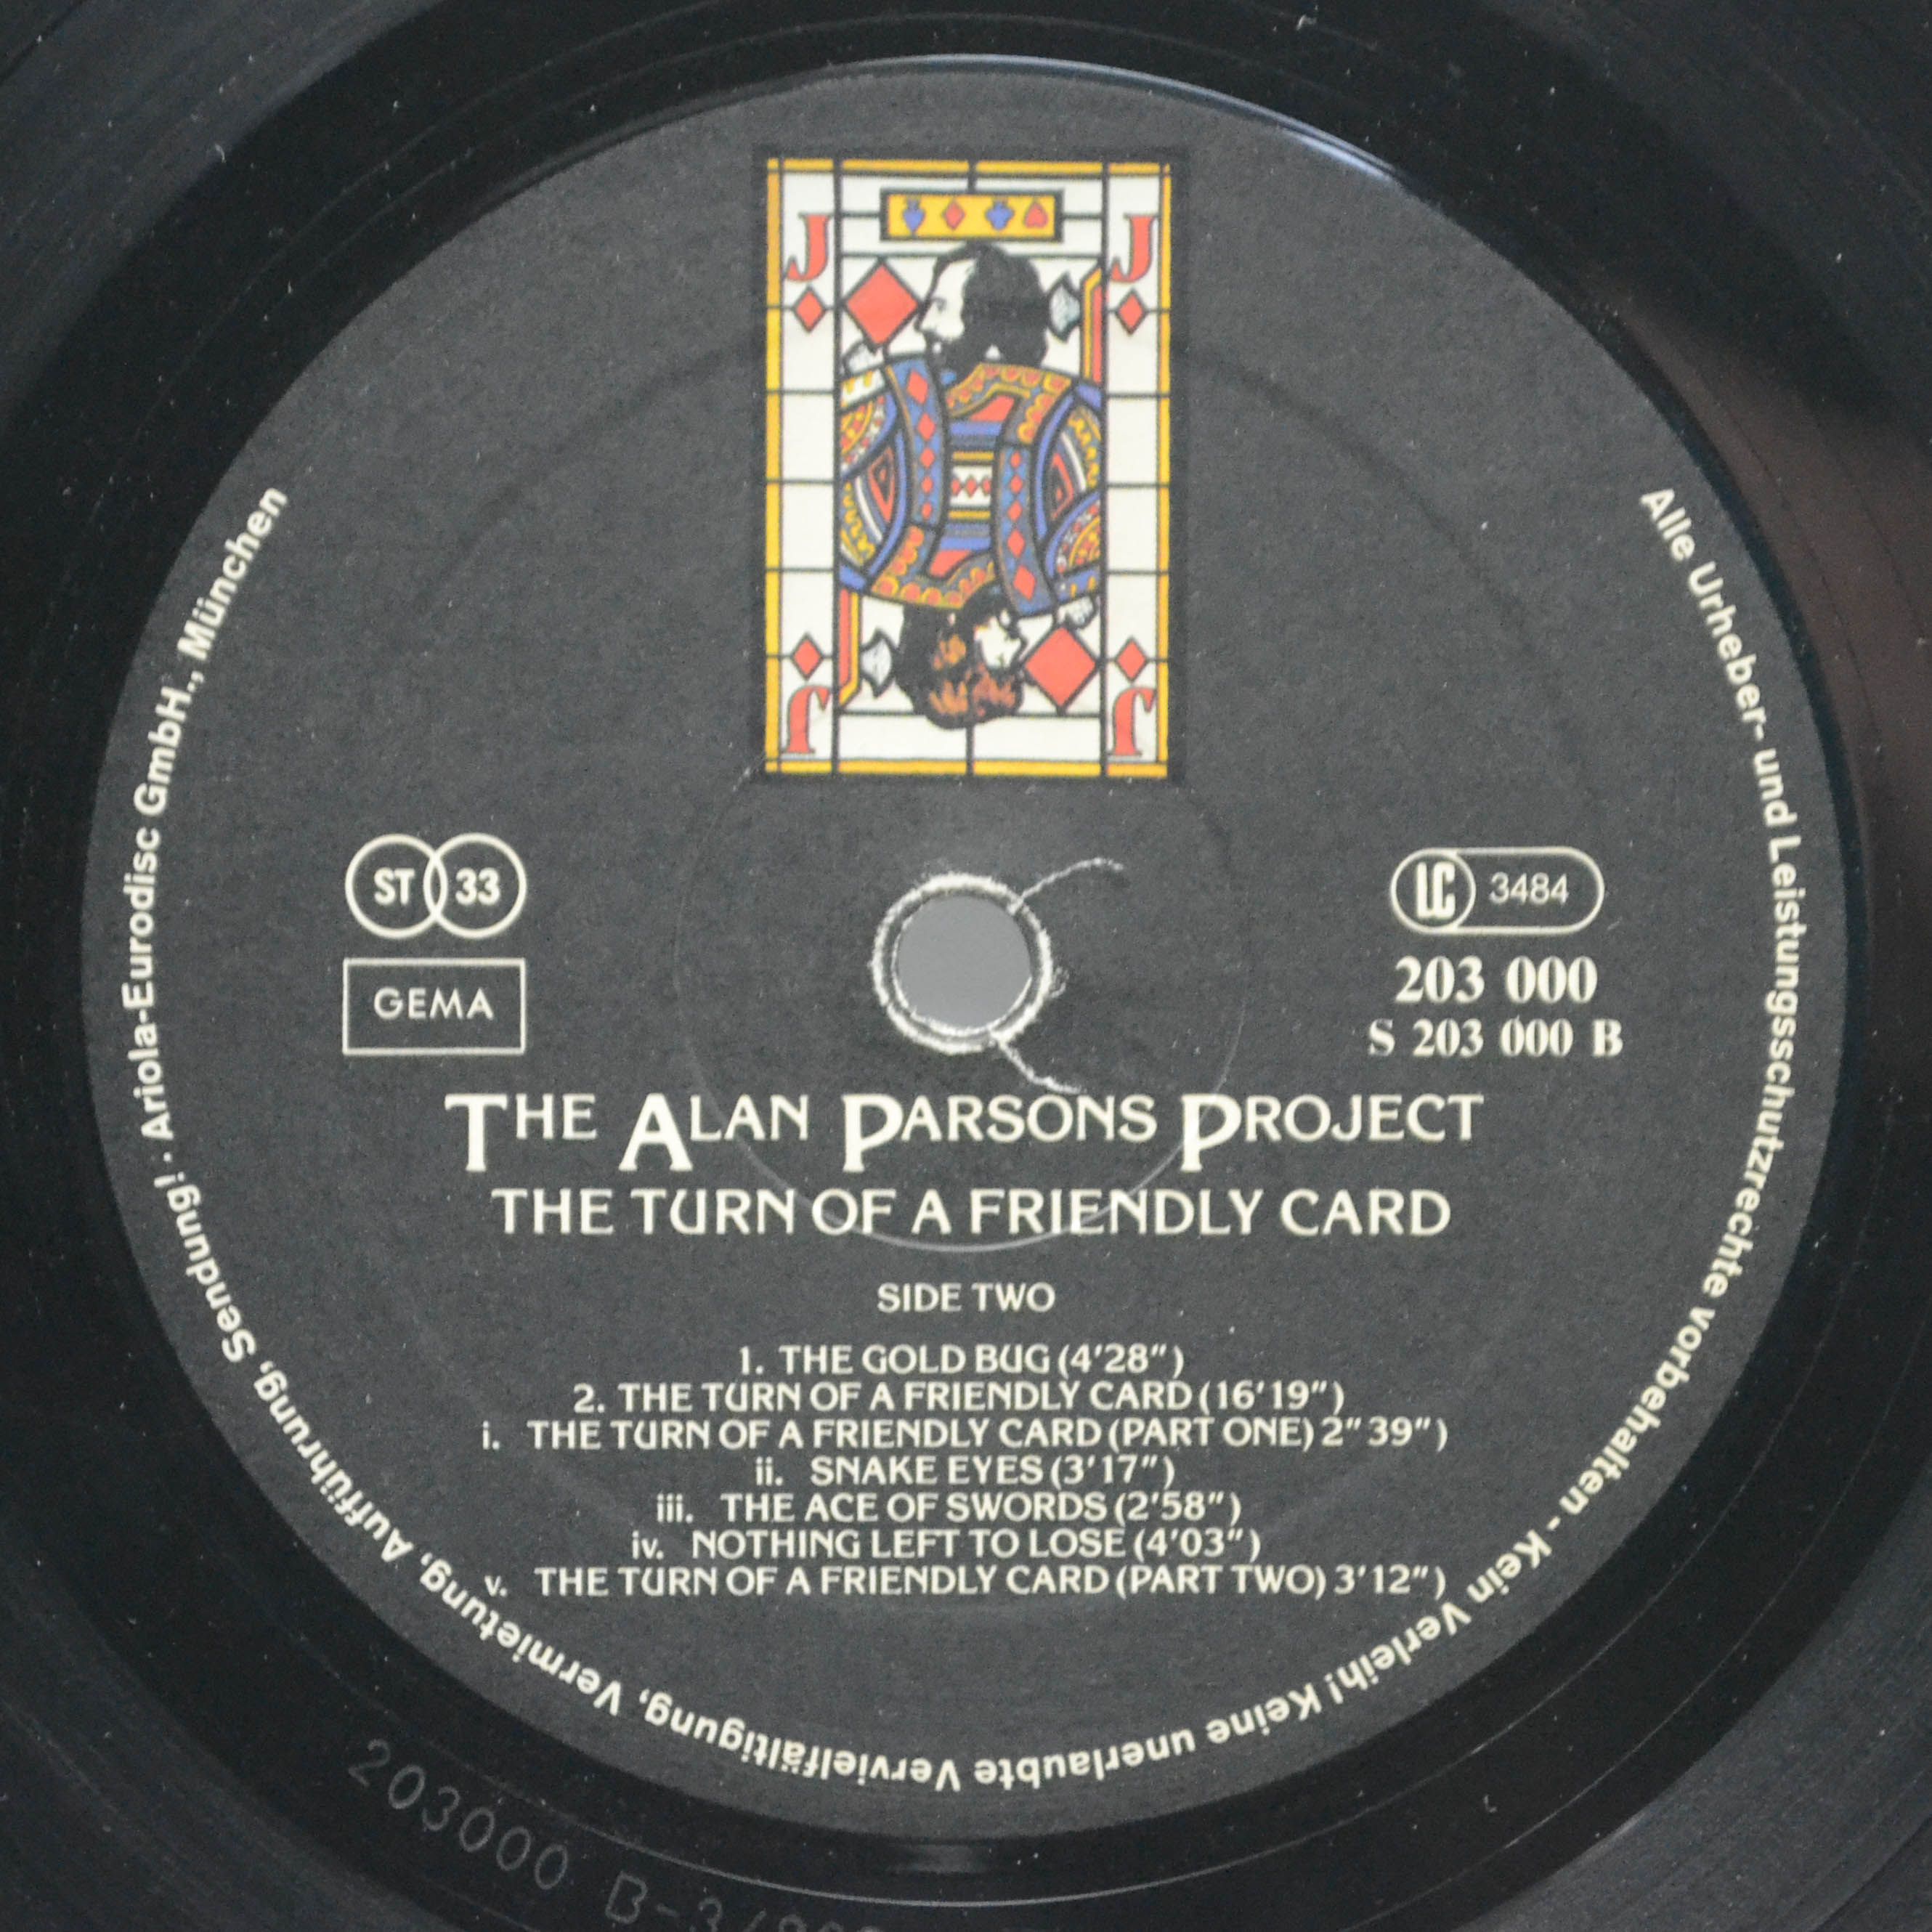 J J
J J
ST 33
GEMA
LC 3484
203 000
S 203 000 B
THE ALAN PARSONS PROJECT
THE TURN OF A FRIENDLY CARD
SIDE TWO
1. THE GOLD BUG (4'28")
2. THE TURN OF A FRIENDLY CARD (16'19")
i. THE TURN OF A FRIENDLY CARD (PART ONE) 2" 39")
ii. SNAKE EYES (3'17")
iii. THE ACE OF SWORDS (2'58")
iv. NOTHING LEFT TO LOSE (4'03")
v. THE TURN OF A FRIENDLY CARD (PART TWO) 3'12")
Alle Urheber- und Leistungsschutzrechte vorbehalten - Kein Verleih! Keine unerlaubte Vervielfältigung, Vermietung, Aufführung, Sendung! · Ariola-Eurodisc GmbH., München
203000 B-3/